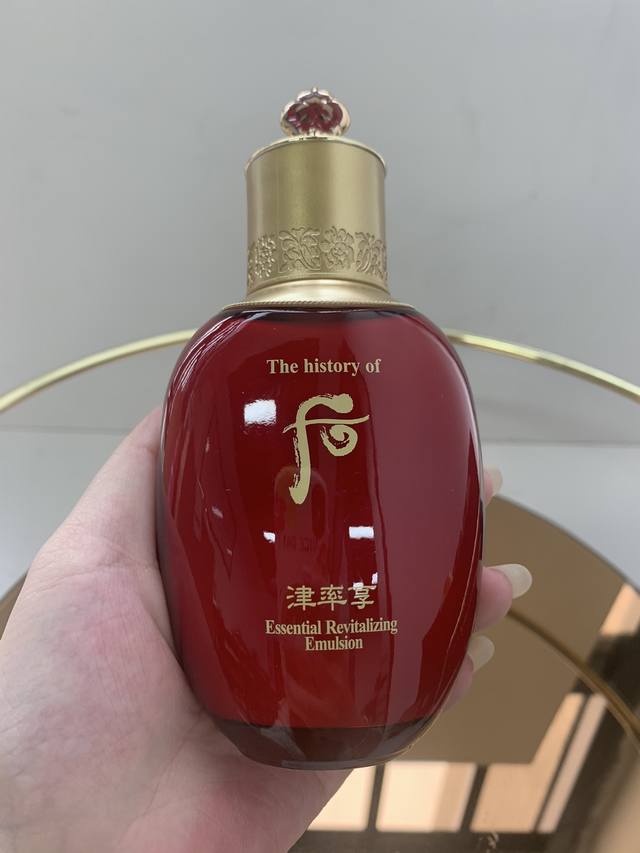 The history of
后
津率享
Essential Revitalizing
Emulsion